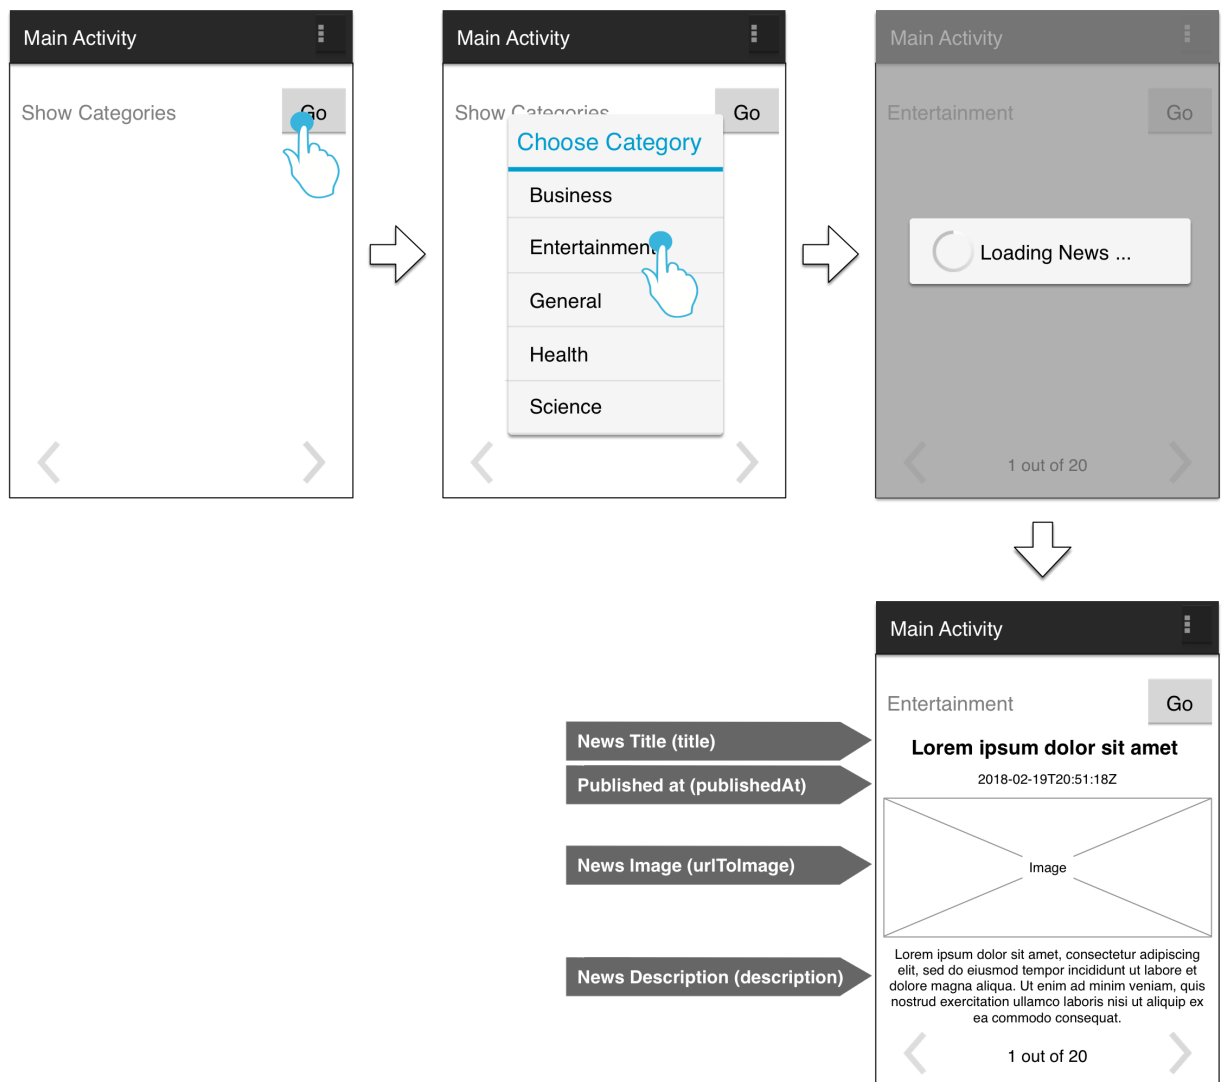 Main Activity
Show Categories
Go
Main Activity
Show Categories
Go
Choose Category
Business
Entertainment
General
Health
Science
Main Activity
Entertainment
Go
Loading News ...
1 out of 20
Main Activity
Entertainment
Go
News Title (title)
Lorem ipsum dolor sit amet
Published at (publishedAt)
2018-02-19T20:51:18Z
News Image (urlToImage)
Image
News Description (description)
Lorem ipsum dolor sit amet, consectetur adipiscing
elit, sed do eiusmod tempor incididunt ut labore et
dolore magna aliqua. Ut enim ad minim veniam, quis
nostrud exercitation ullamco laboris nisi ut aliquip ex
ea commodo consequat.
1 out of 20